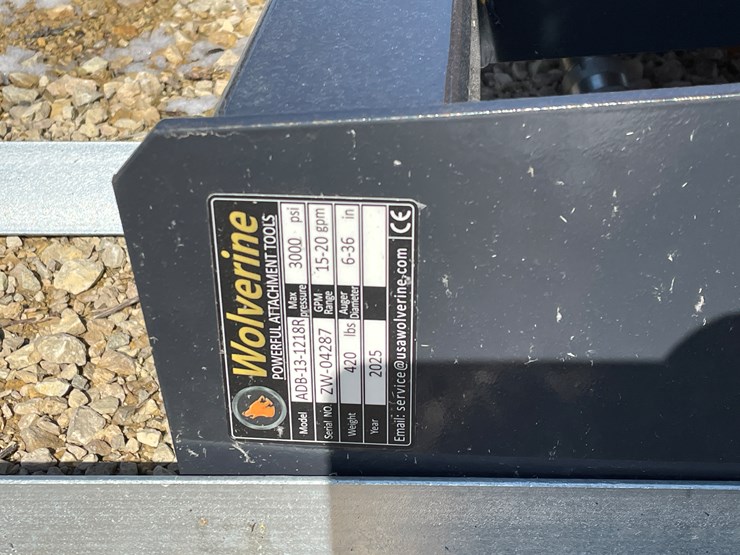 Wolverine
POWERFUL ATTACHMENT TOOLS
Model ADB-13-1218R Max pressure 3000 psi
Serial NO. ZW-04287 GPM Range 15-20 gpm
Weight 420 lbs Auger Diameter 6-36 in
Year 2025
Email: service@usawolverine.com CE